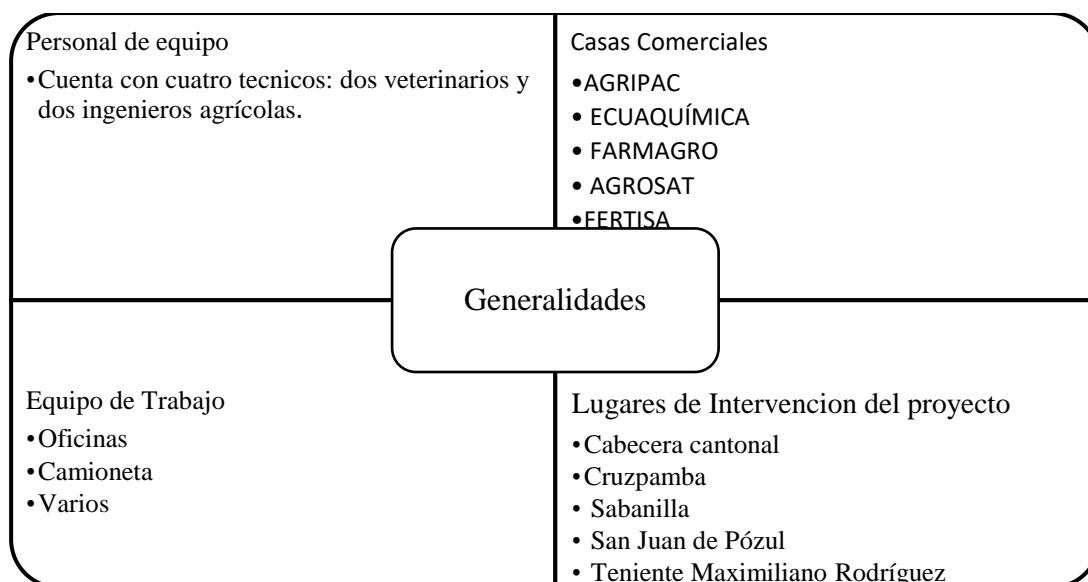 Personal de equipo
•Cuenta con cuatro tecnicos: dos veterinarios y
dos ingenieros agrícolas.
Casas Comerciales
•AGRIPAC
• ECUAQUÍMICA
• FARMAGRO
• AGROSAT
•FERTISA
Generalidades
Equipo de Trabajo
•Oficinas
•Camioneta
•Varios
Lugares de Intervencion del proyecto
•Cabecera cantonal
•Cruzpamba
• Sabanilla
• San Juan de Pózul
• Teniente Maximiliano Rodríguez